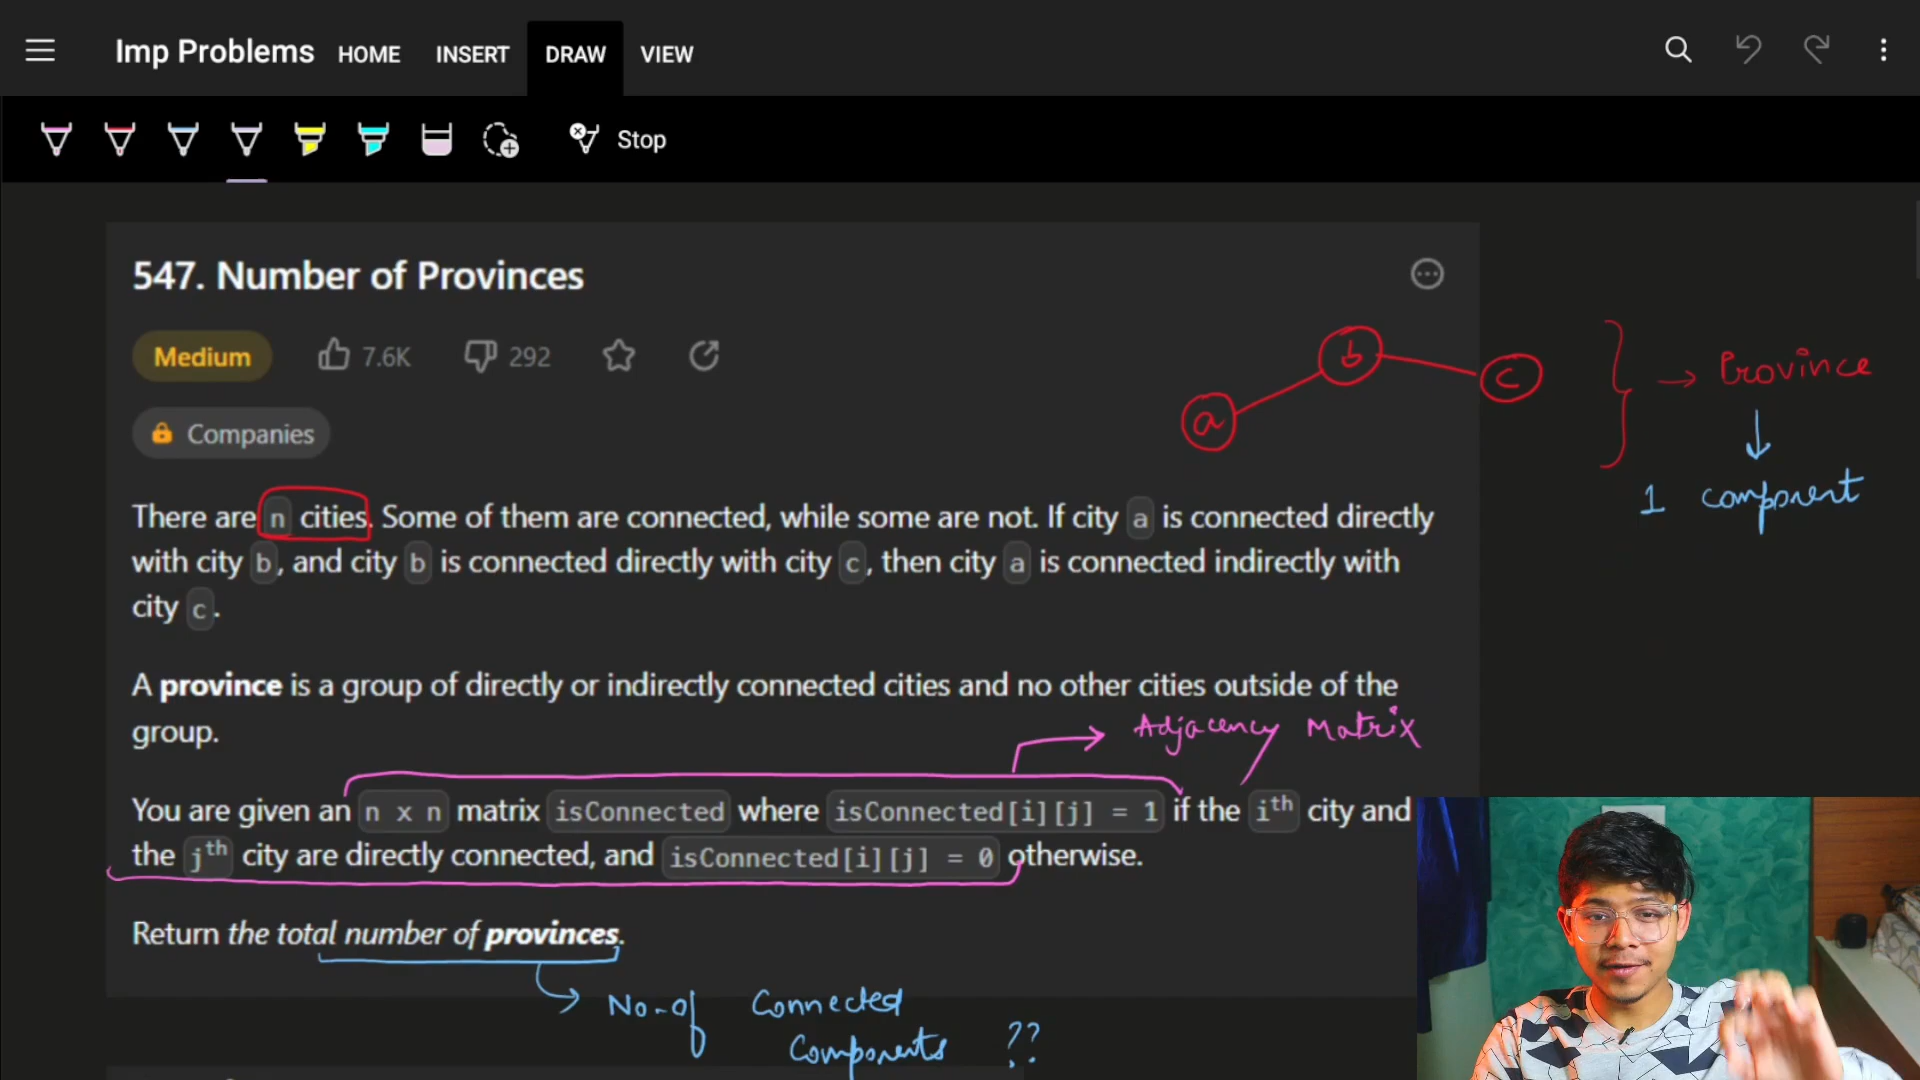 Imp Problems HOME INSERT DRAW VIEW
Stop
547. Number of Provinces
Medium 7.6K 292
Companies
a b c → Province
1 component
There are n cities. Some of them are connected, while some are not. If city a is connected directly
with city b, and city b is connected directly with city c, then city a is connected indirectly with
city c.
A province is a group of directly or indirectly connected cities and no other cities outside of the
group.
Adjacency Matrix
You are given an n x n matrix isConnected where isConnected[i][j] = 1 if the ith city and
the jth city are directly connected, and isConnected[i][j] = 0 otherwise.
Return the total number of provinces.
No-of Connected
Components ??